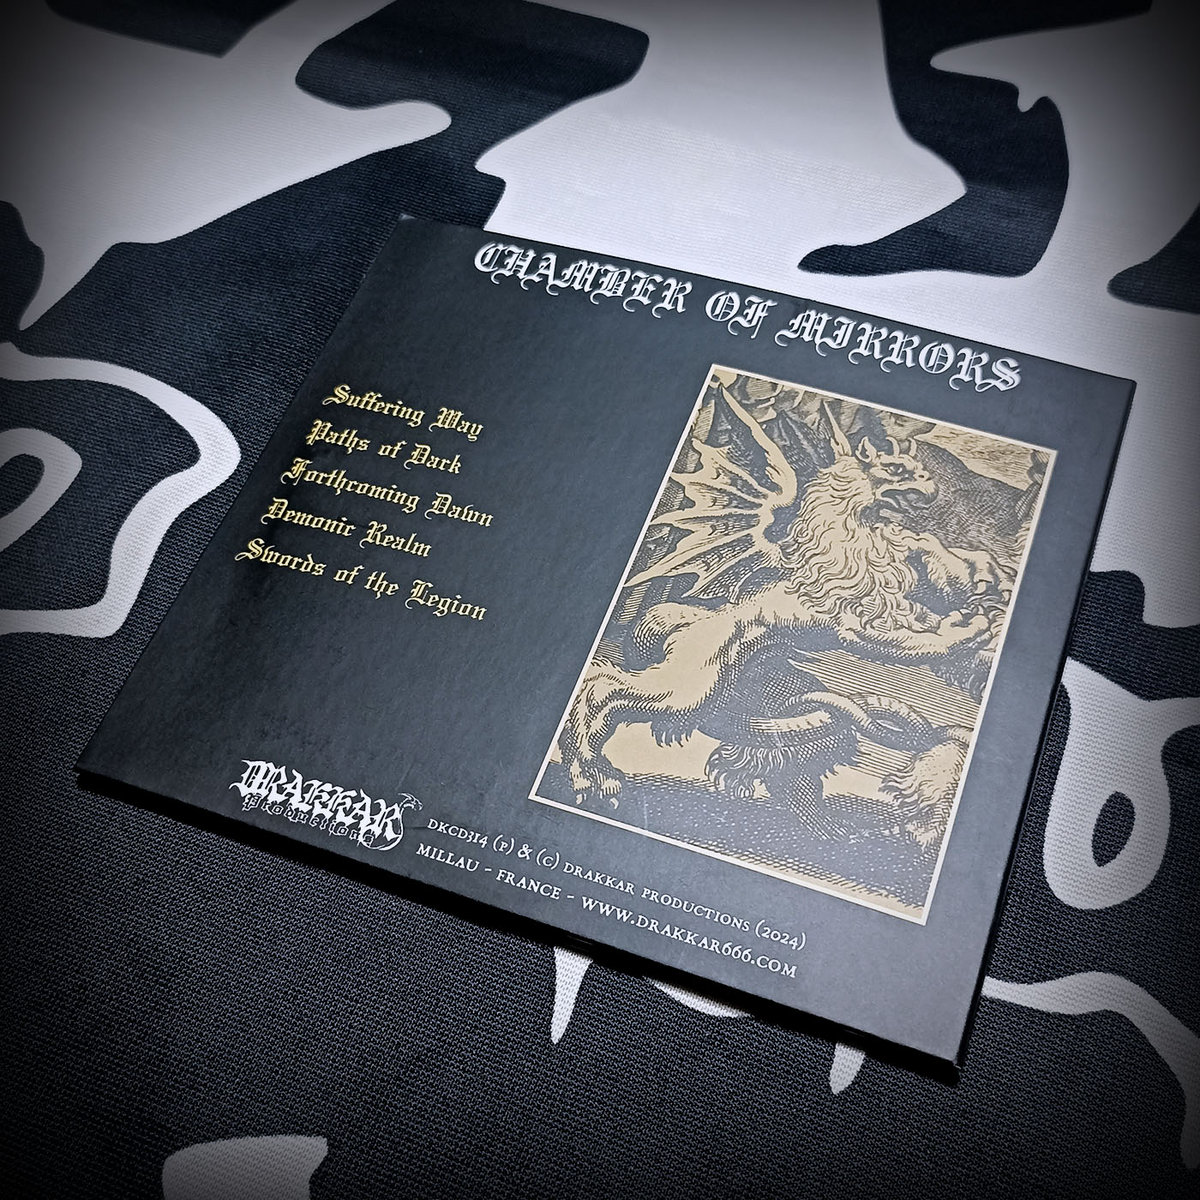 CHAMBER OF MIRRORS
Suffering Way
Paths of Dark
Forthcoming Dawn
Demonic Realm
Swords of the Legion
DRAKKAR
Productions
DKCD314 (P) & (C) DRAKKAR PRODUCTIONS (2024)
MILLAU - FRANCE - WWW.DRAKKAR666.COM